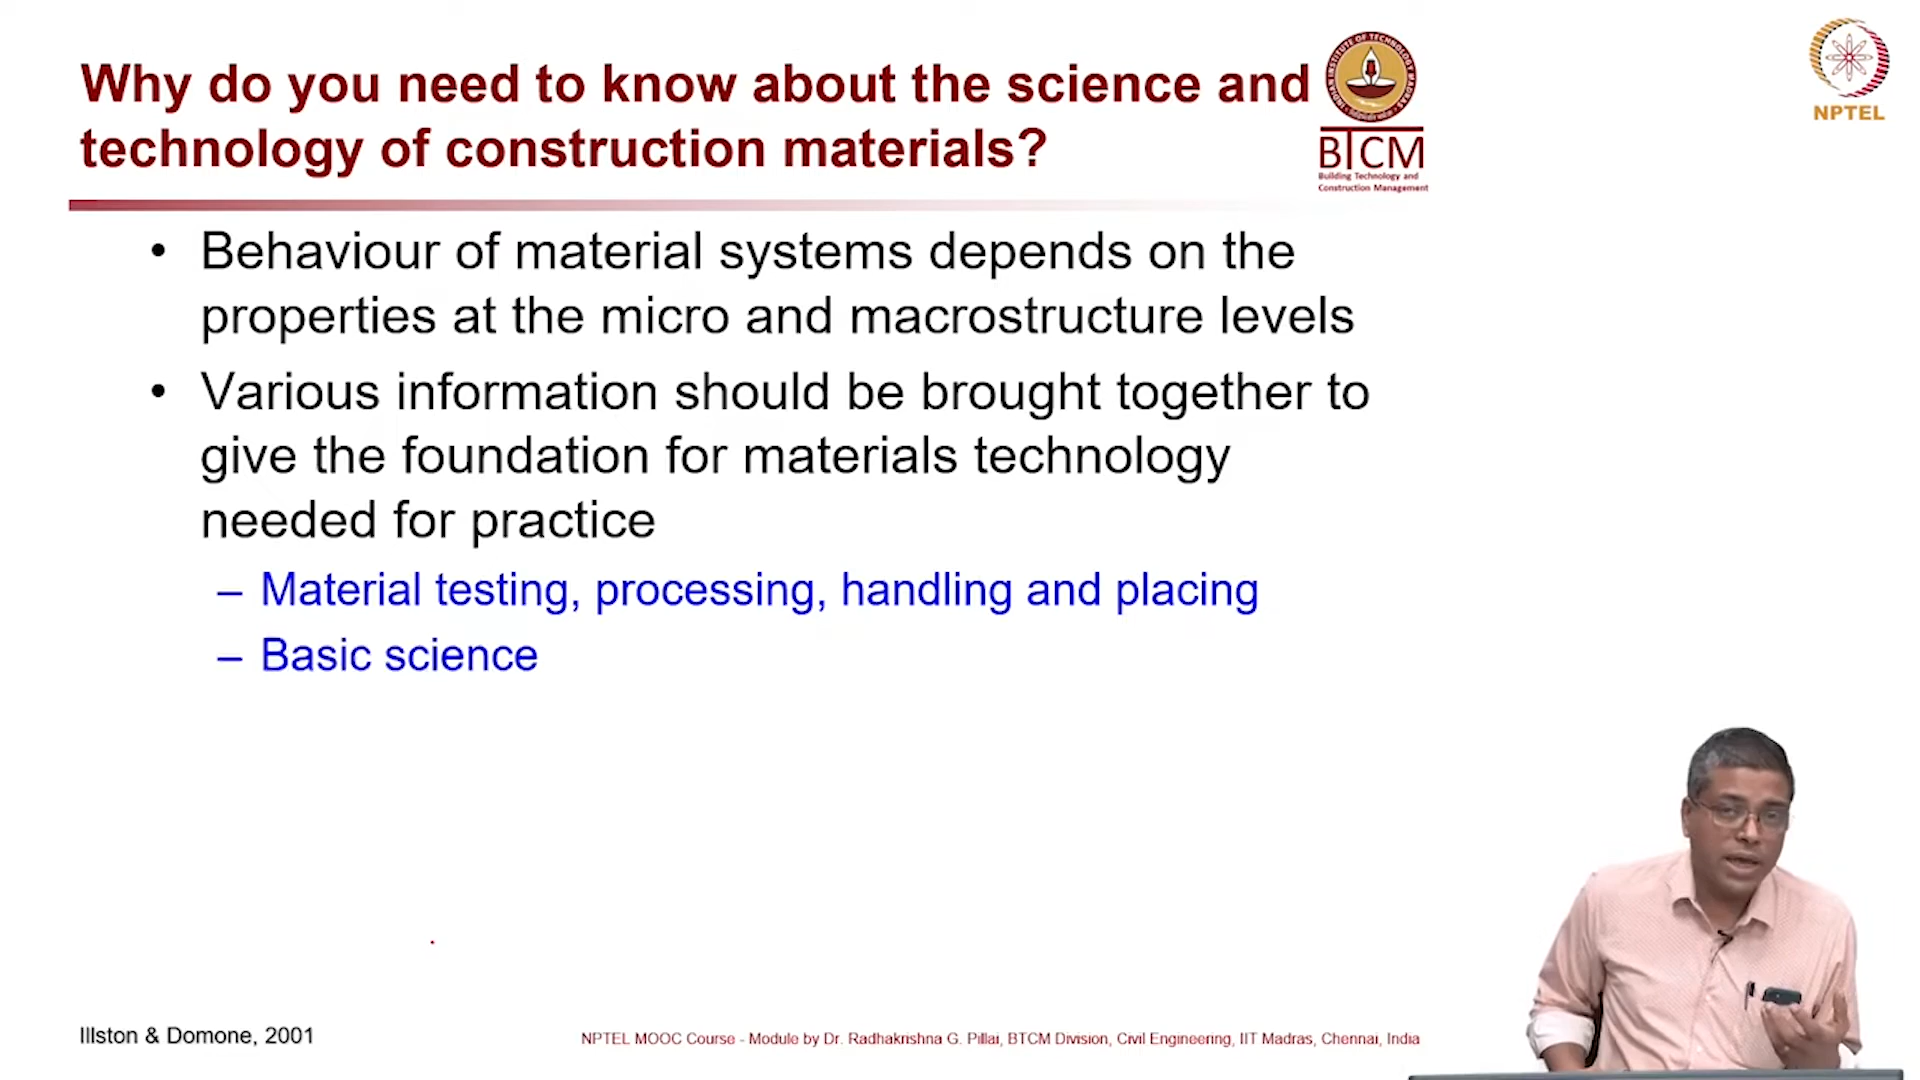 Why do you need to know about the science and
technology of construction materials?
BTCM
Building Technology and
Construction Management
NPTEL
• Behaviour of material systems depends on the
properties at the micro and macrostructure levels
• Various information should be brought together to
give the foundation for materials technology
needed for practice
– Material testing, processing, handling and placing
– Basic science
Illston & Domone, 2001
NPTEL MOOC Course - Module by Dr. Radhakrishna G. Pillai, BTCM Division, Civil Engineering, IIT Madras, Chennai, India